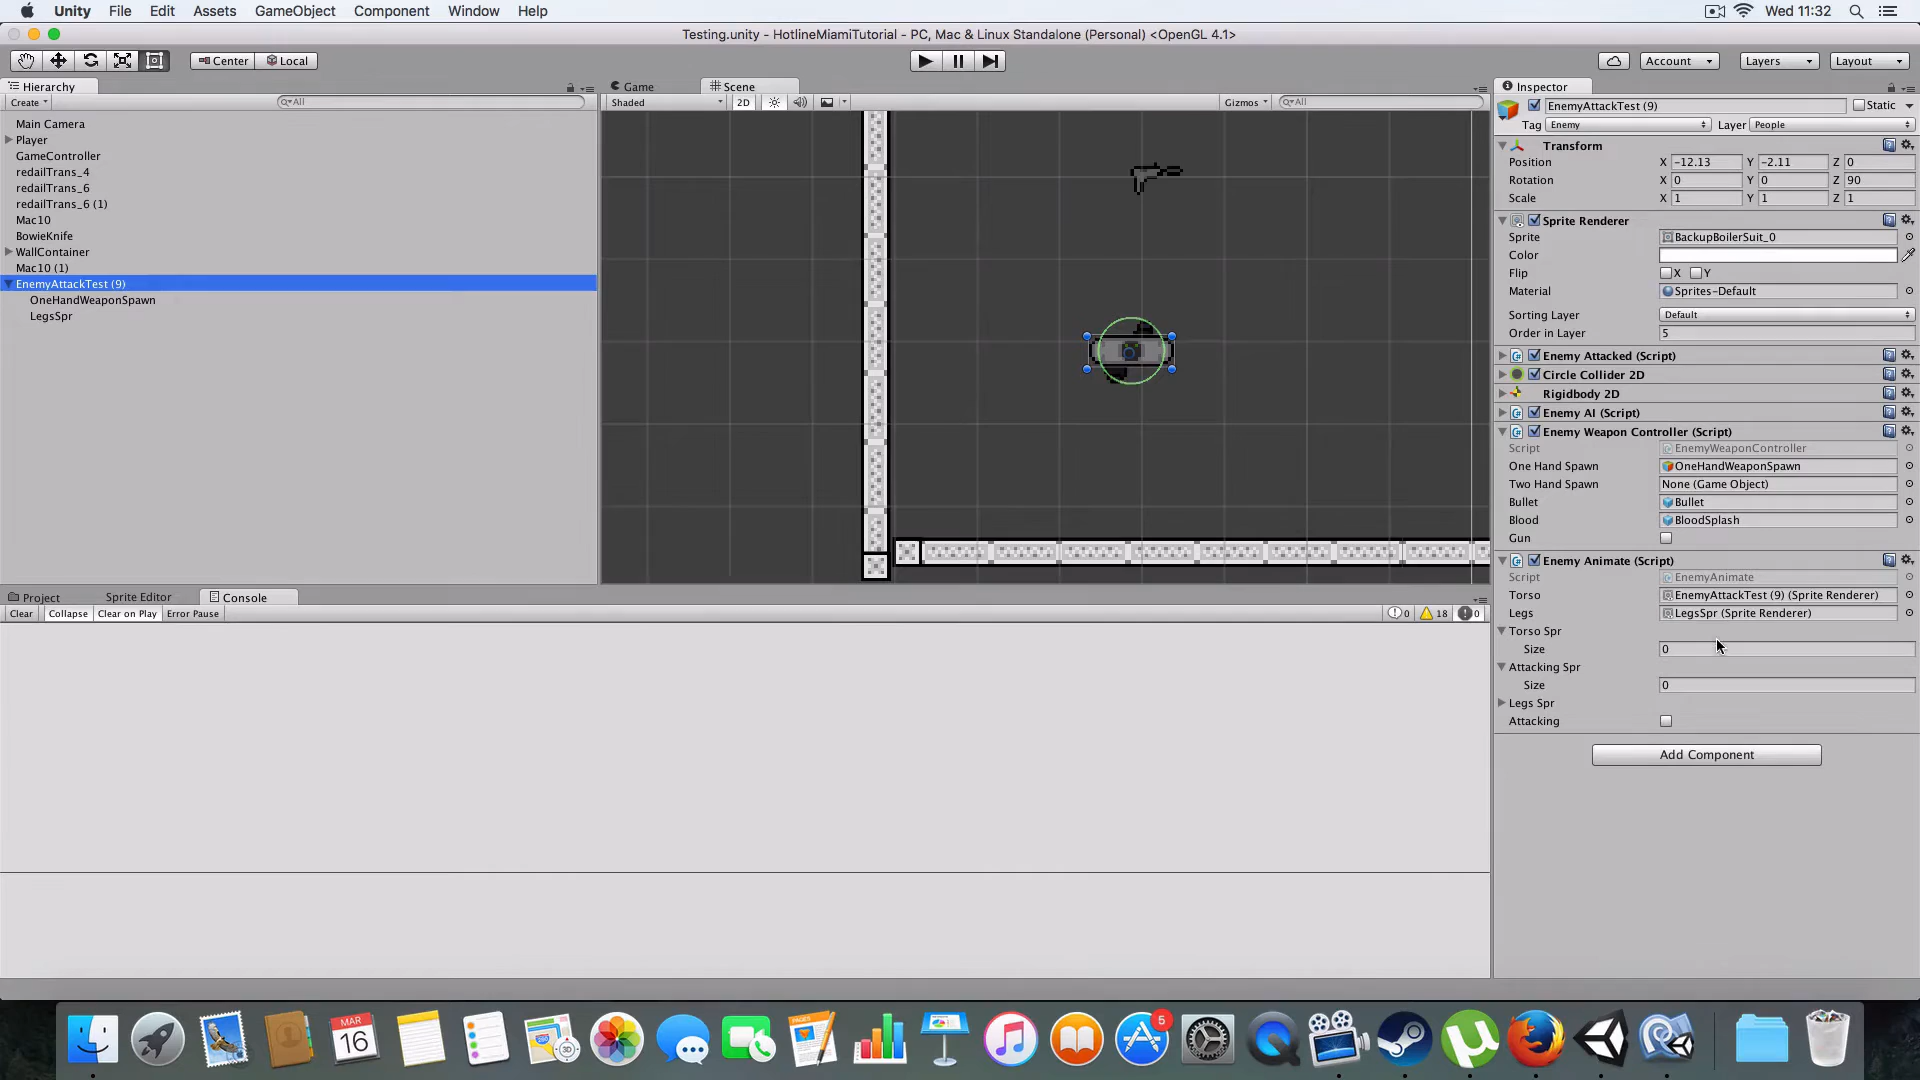 Unity File Edit Assets GameObject Component Window Help Wed 11:32
Testing.unity - HotlineMiamiTutorial - PC, Mac & Linux Standalone (Personal) <OpenGL 4.1>
Center Local Account Layers Layout
Hierarchy
Create All
Main Camera
Player
GameController
redailTrans_4
redailTrans_6
redailTrans_6 (1)
Mac10
BowieKnife
WallContainer
Mac10 (1)
EnemyAttackTest (9)
OneHandWeaponSpawn
LegsSpr
Game Scene
Shaded 2D Gizmos All
Project Sprite Editor Console
Clear Collapse Clear on Play Error Pause 0 18 0
Inspector
EnemyAttackTest (9) Static
Tag Enemy Layer People
Transform
Position X -12.13 Y -2.11 Z 0
Rotation X 0 Y 0 Z 90
Scale X 1 Y 1 Z 1
Sprite Renderer
Sprite BackupBoilerSuit_0
Color
Flip X Y
Material Sprites-Default
Sorting Layer Default
Order in Layer 5
Enemy Attacked (Script)
Circle Collider 2D
Rigidbody 2D
Enemy AI (Script)
Enemy Weapon Controller (Script)
Script EnemyWeaponController
One Hand Spawn OneHandWeaponSpawn
Two Hand Spawn None (Game Object)
Bullet Bullet
Blood BloodSplash
Gun
Enemy Animate (Script)
Script EnemyAnimate
Torso EnemyAttackTest (9) (Sprite Renderer)
Legs LegsSpr (Sprite Renderer)
Torso Spr
Size 0
Attacking Spr
Size 0
Legs Spr
Attacking
Add Component
MAR
16
3D
5